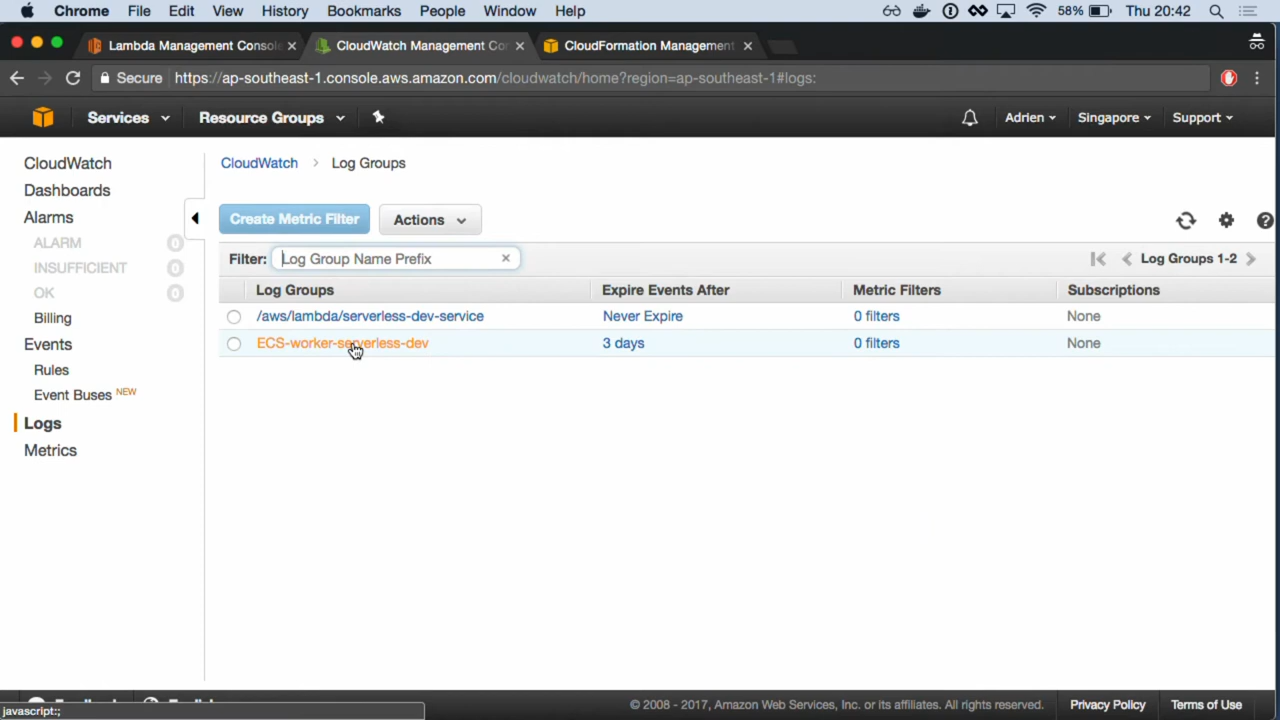 Chrome File Edit View History Bookmarks People Window Help 58% Thu 20:42
Lambda Management Console CloudWatch Management Co CloudFormation Management
Secure https://ap-southeast-1.console.aws.amazon.com/cloudwatch/home?region=ap-southeast-1#logs:
Services Resource Groups Adrien Singapore Support
CloudWatch
Dashboards
Alarms
ALARM 0
INSUFFICIENT 0
OK 0
Billing
Events
Rules
Event Buses NEW
Logs
Metrics
CloudWatch > Log Groups
Create Metric Filter Actions
Filter: Log Group Name Prefix × Log Groups 1-2
Log Groups Expire Events After Metric Filters Subscriptions
/aws/lambda/serverless-dev-service Never Expire 0 filters None
ECS-worker-serverless-dev 3 days 0 filters None
© 2008 - 2017, Amazon Web Services, Inc. or its affiliates. All rights reserved. Privacy Policy Terms of Use
javascript:;